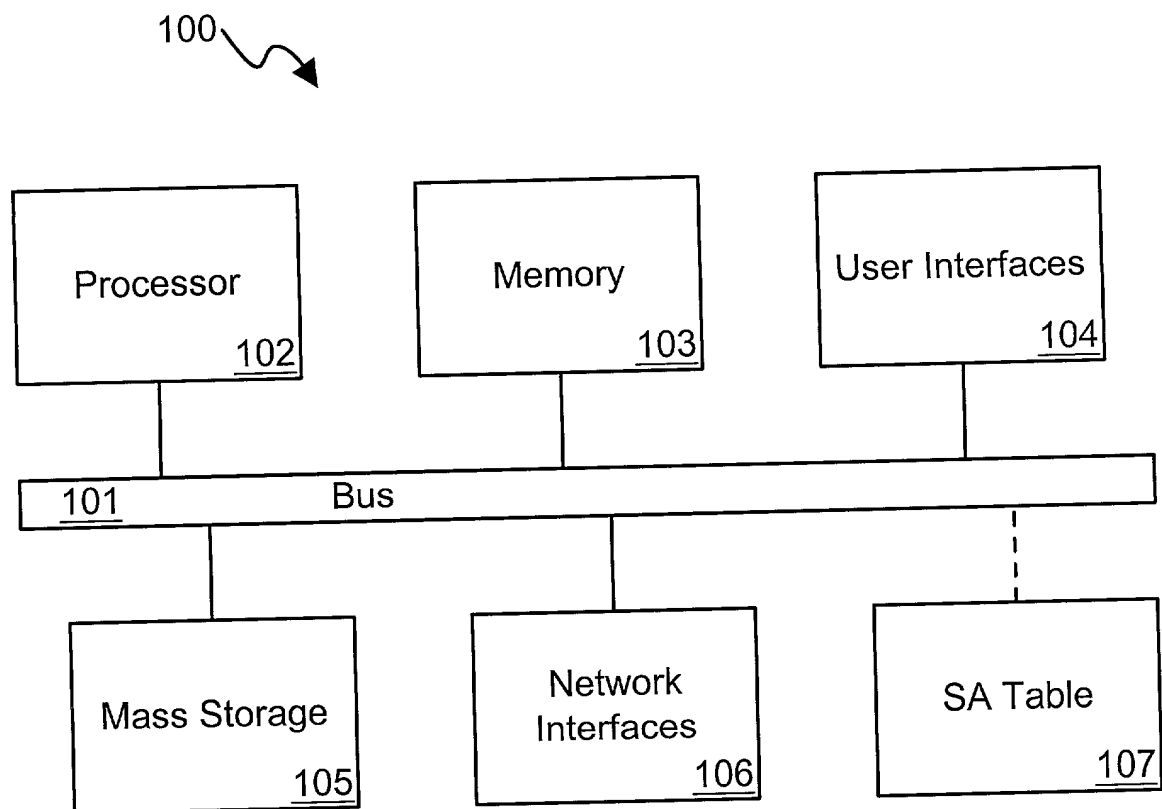 100
Processor
102
Memory
103
User Interfaces
104
101
Bus
Mass Storage
105
Network
Interfaces
106
SA Table
107